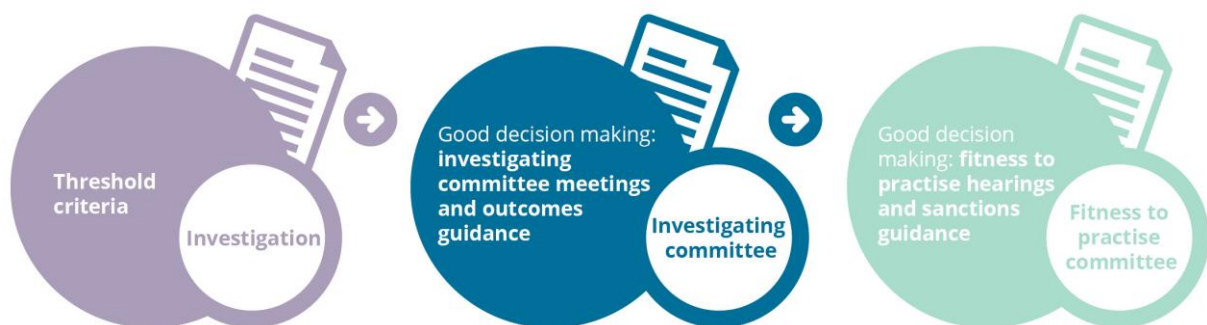 Threshold
criteria
Investigation
Good decision making:
investigating
committee meetings
and outcomes
guidance
Investigating
committee
Good decision
making: fitness to
practise hearings
and sanctions
guidance
Fitness to
practise
committee